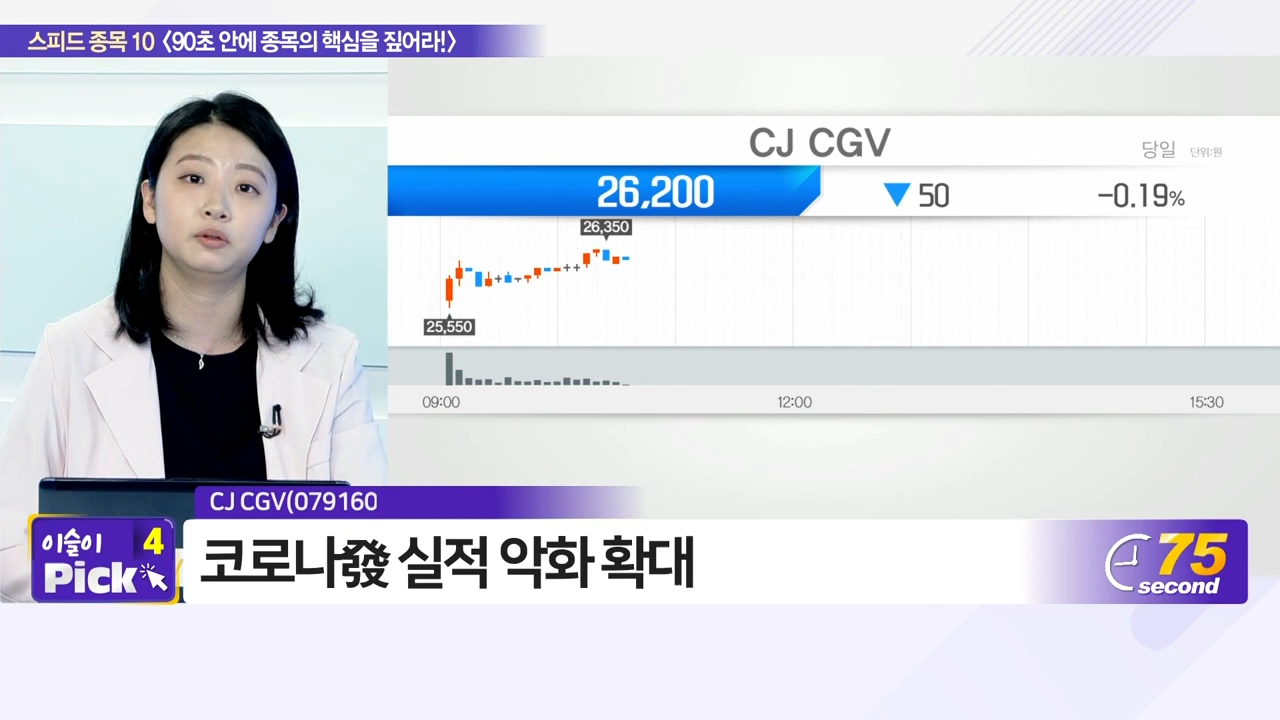 스피드 종목 10 〈90초 안에 종목의 핵심을 짚어라!〉
CJ CGV
당일 단위:원
26,200 ▼ 50 -0.19%
26,350
25,550
09:00 12:00 15:30
CJ CGV(079160
이슬이 4
Pick
코로나發 실적 악화 확대
75
second